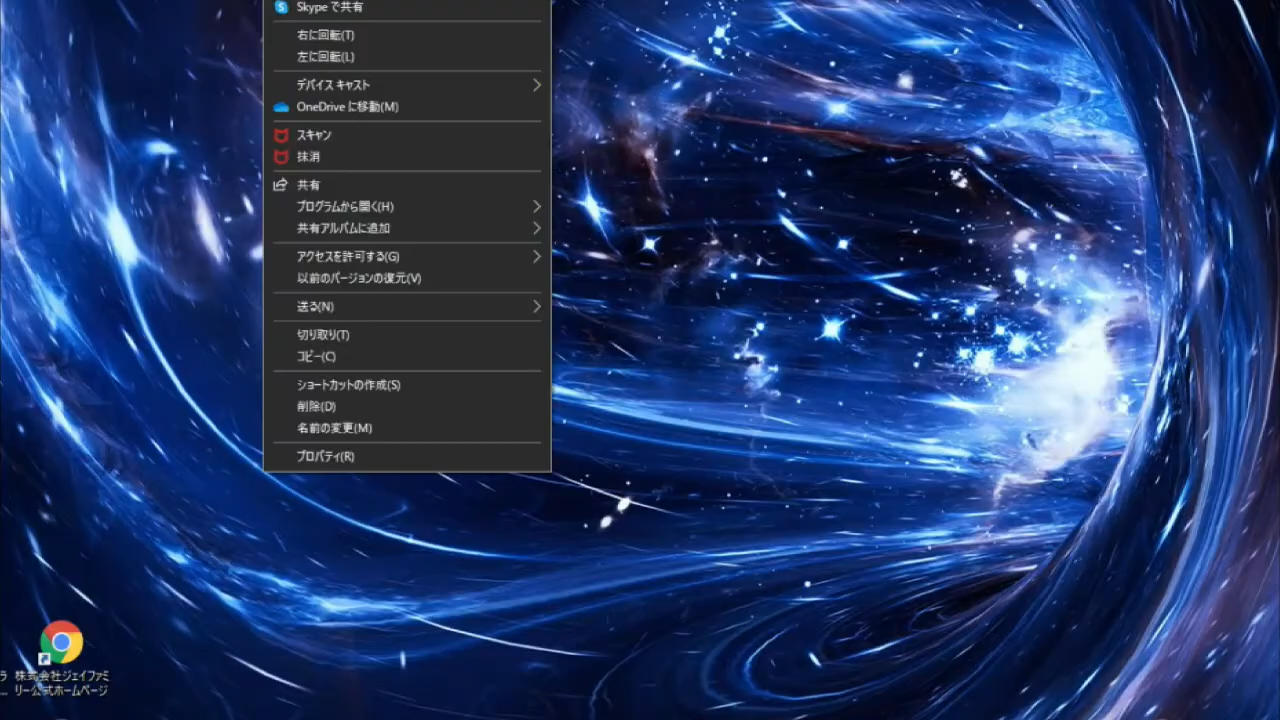 Skype で共有
右に回転(T)
左に回転(L)
デバイス キャスト
OneDrive に移動(M)
スキャン
抹消
共有
プログラムから開く(H)
共有アルバムに追加
アクセスを許可する(G)
以前のバージョンの復元(V)
送る(N)
切り取り(T)
コピー(C)
ショートカットの作成(S)
削除(D)
名前の変更(M)
プロパティ(R)
ラ 株式会社ジェイファミ
... リー公式ホームページ